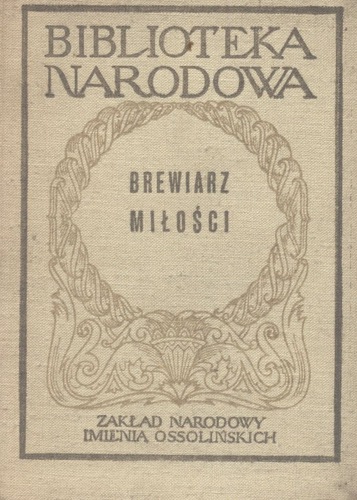 BIBLIOTEKA
NARODOWA
BREWIARZ
MIŁOŚCI
ZAKŁAD NARODOWY
IMIENIA OSSOLIŃSKICH